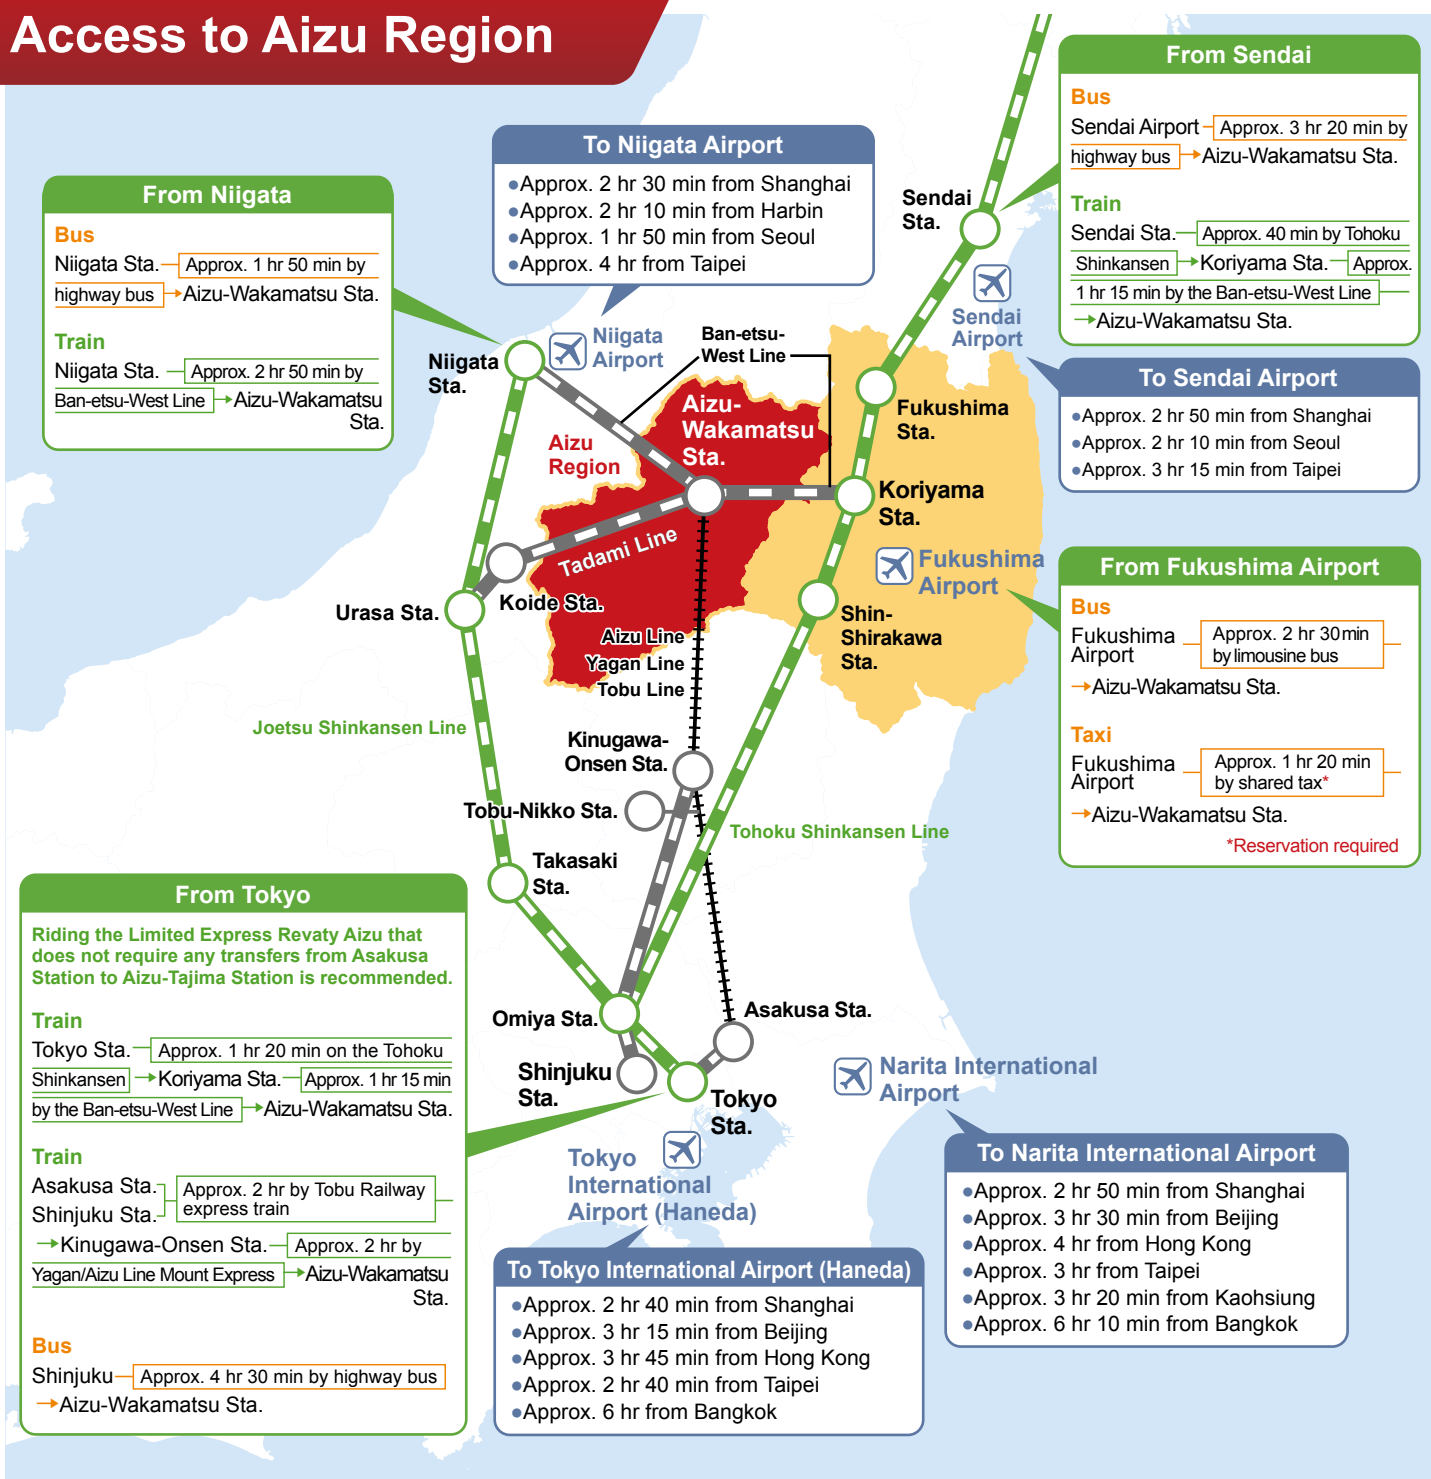 Access to Aizu Region
From Sendai
Bus
Sendai Airport Approx. 3 hr 20 min by
highway bus →Aizu-Wakamatsu Sta.
Train
Sendai Sta. Approx. 40 min by Tohoku
Shinkansen →Koriyama Sta. Approx.
1 hr 15 min by the Ban-etsu-West Line
→Aizu-Wakamatsu Sta.
To Niigata Airport
●Approx. 2 hr 30 min from Shanghai
●Approx. 2 hr 10 min from Harbin
●Approx. 1 hr 50 min from Seoul
●Approx. 4 hr from Taipei
From Niigata
Bus
Niigata Sta. Approx. 1 hr 50 min by
highway bus →Aizu-Wakamatsu Sta.
Train
Niigata Sta. Approx. 2 hr 50 min by
Ban-etsu-West Line →Aizu-Wakamatsu
Sta.
Sendai
Sta.
Sendai
Airport
Niigata
Airport
Ban-etsu-
West Line
Niigata
Sta.
To Sendai Airport
●Approx. 2 hr 50 min from Shanghai
●Approx. 2 hr 10 min from Seoul
●Approx. 3 hr 15 min from Taipei
Aizu-
Wakamatsu
Sta.
Fukushima
Sta.
Aizu
Region
Koriyama
Sta.
Tadami Line
Fukushima
Airport
Koide Sta.
Urasa Sta.
Shin-
Shirakawa
Sta.
Aizu Line
Yagan Line
Tobu Line
From Fukushima Airport
Bus
Fukushima
Airport
Approx. 2 hr 30min
by limousine bus
→Aizu-Wakamatsu Sta.
Taxi
Fukushima
Airport
Approx. 1 hr 20 min
by shared tax*
→Aizu-Wakamatsu Sta.
*Reservation required
Joetsu Shinkansen Line
Kinugawa-
Onsen Sta.
Tobu-Nikko Sta.
Tohoku Shinkansen Line
Takasaki
Sta.
From Tokyo
Riding the Limited Express Revaty Aizu that
does not require any transfers from Asakusa
Station to Aizu-Tajima Station is recommended.
Train
Tokyo Sta. Approx. 1 hr 20 min on the Tohoku
Shinkansen →Koriyama Sta. Approx. 1 hr 15 min
by the Ban-etsu-West Line →Aizu-Wakamatsu Sta.
Train
Asakusa Sta.
Shinjuku Sta.
Approx. 2 hr by Tobu Railway
express train
→Kinugawa-Onsen Sta. Approx. 2 hr by
Yagan/Aizu Line Mount Express →Aizu-Wakamatsu
Sta.
Bus
Shinjuku Approx. 4 hr 30 min by highway bus
→Aizu-Wakamatsu Sta.
Omiya Sta.
Asakusa Sta.
Shinjuku
Sta.
Tokyo
Sta.
Narita International
Airport
Tokyo
International
Airport (Haneda)
To Narita International Airport
●Approx. 2 hr 50 min from Shanghai
●Approx. 3 hr 30 min from Beijing
●Approx. 4 hr from Hong Kong
●Approx. 3 hr from Taipei
●Approx. 3 hr 20 min from Kaohsiung
●Approx. 6 hr 10 min from Bangkok
To Tokyo International Airport (Haneda)
●Approx. 2 hr 40 min from Shanghai
●Approx. 3 hr 15 min from Beijing
●Approx. 3 hr 45 min from Hong Kong
●Approx. 2 hr 40 min from Taipei
●Approx. 6 hr from Bangkok